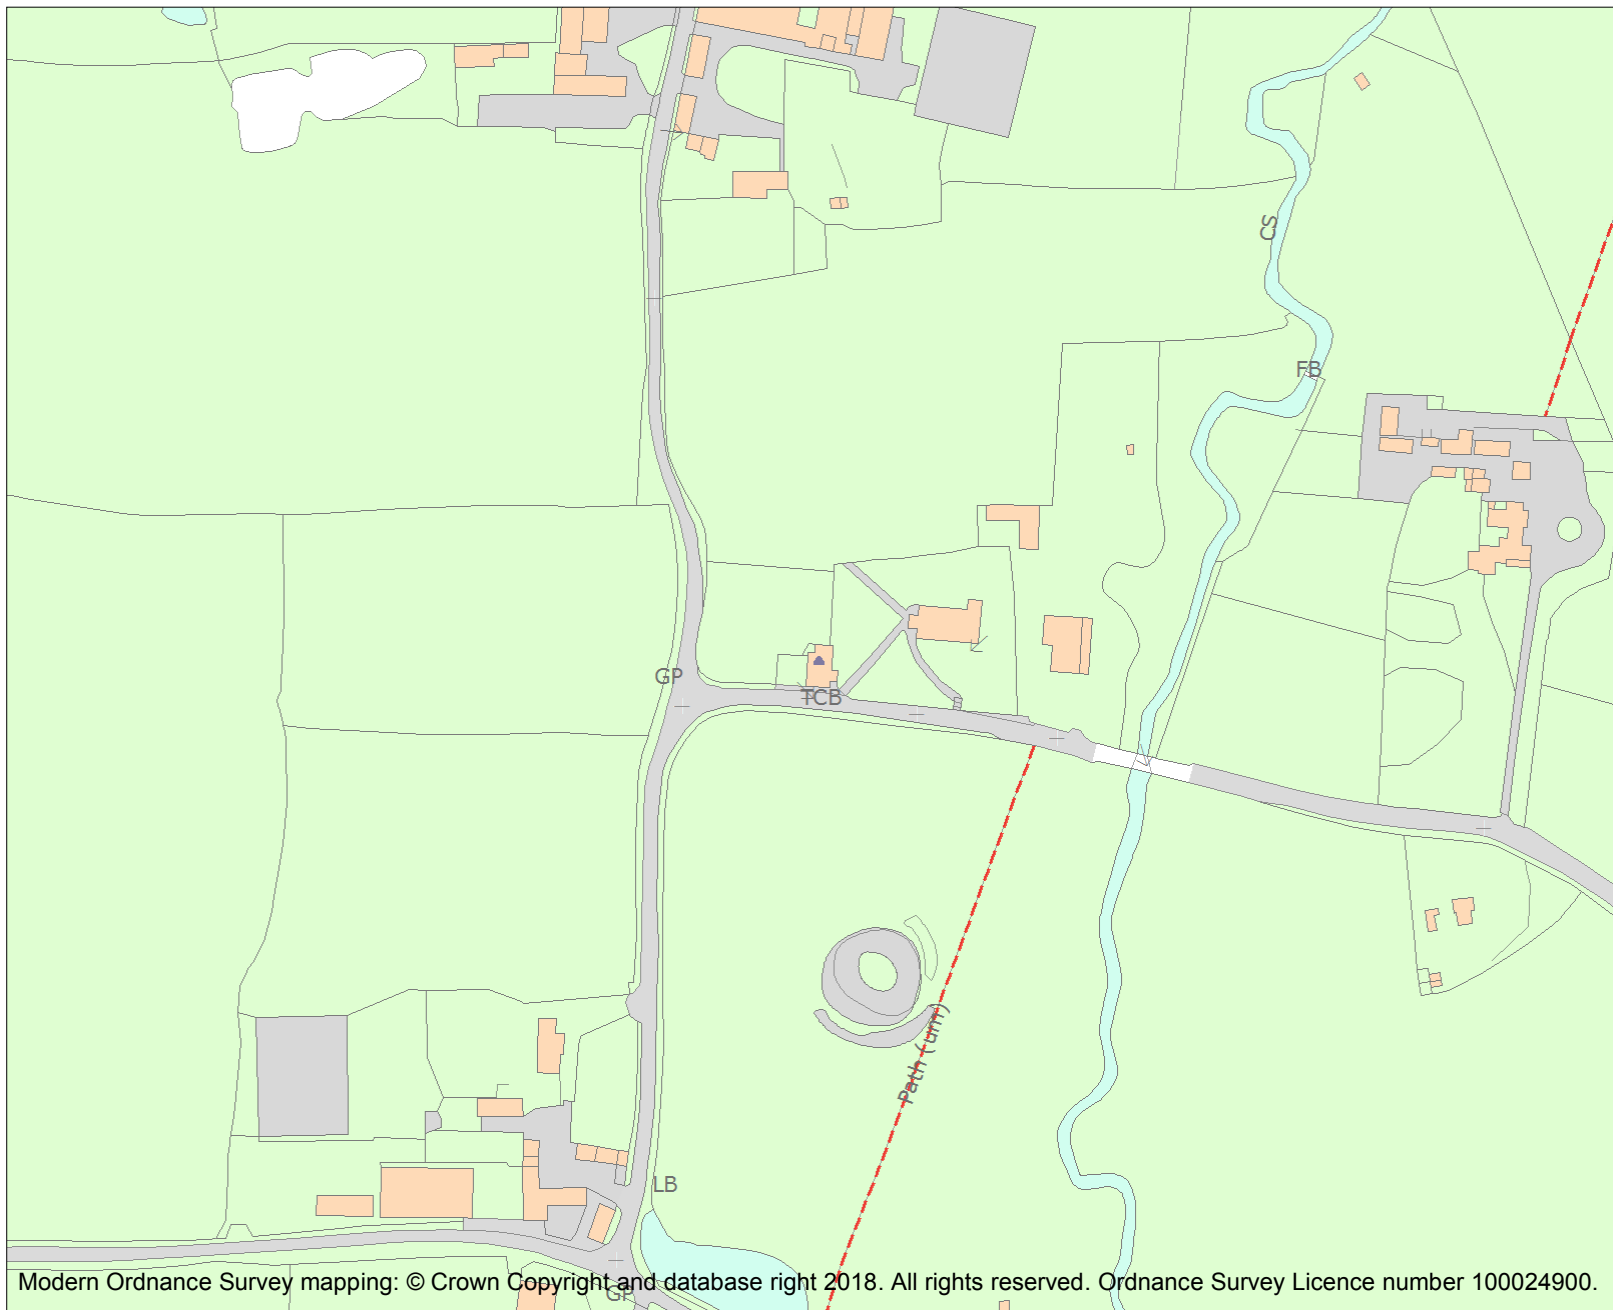 CS
FB
GP
TCB
Path (um)
LB
Modern Ordnance Survey mapping: © Crown Copyright and database right 2018. All rights reserved. Ordnance Survey Licence number 100024900.
GP